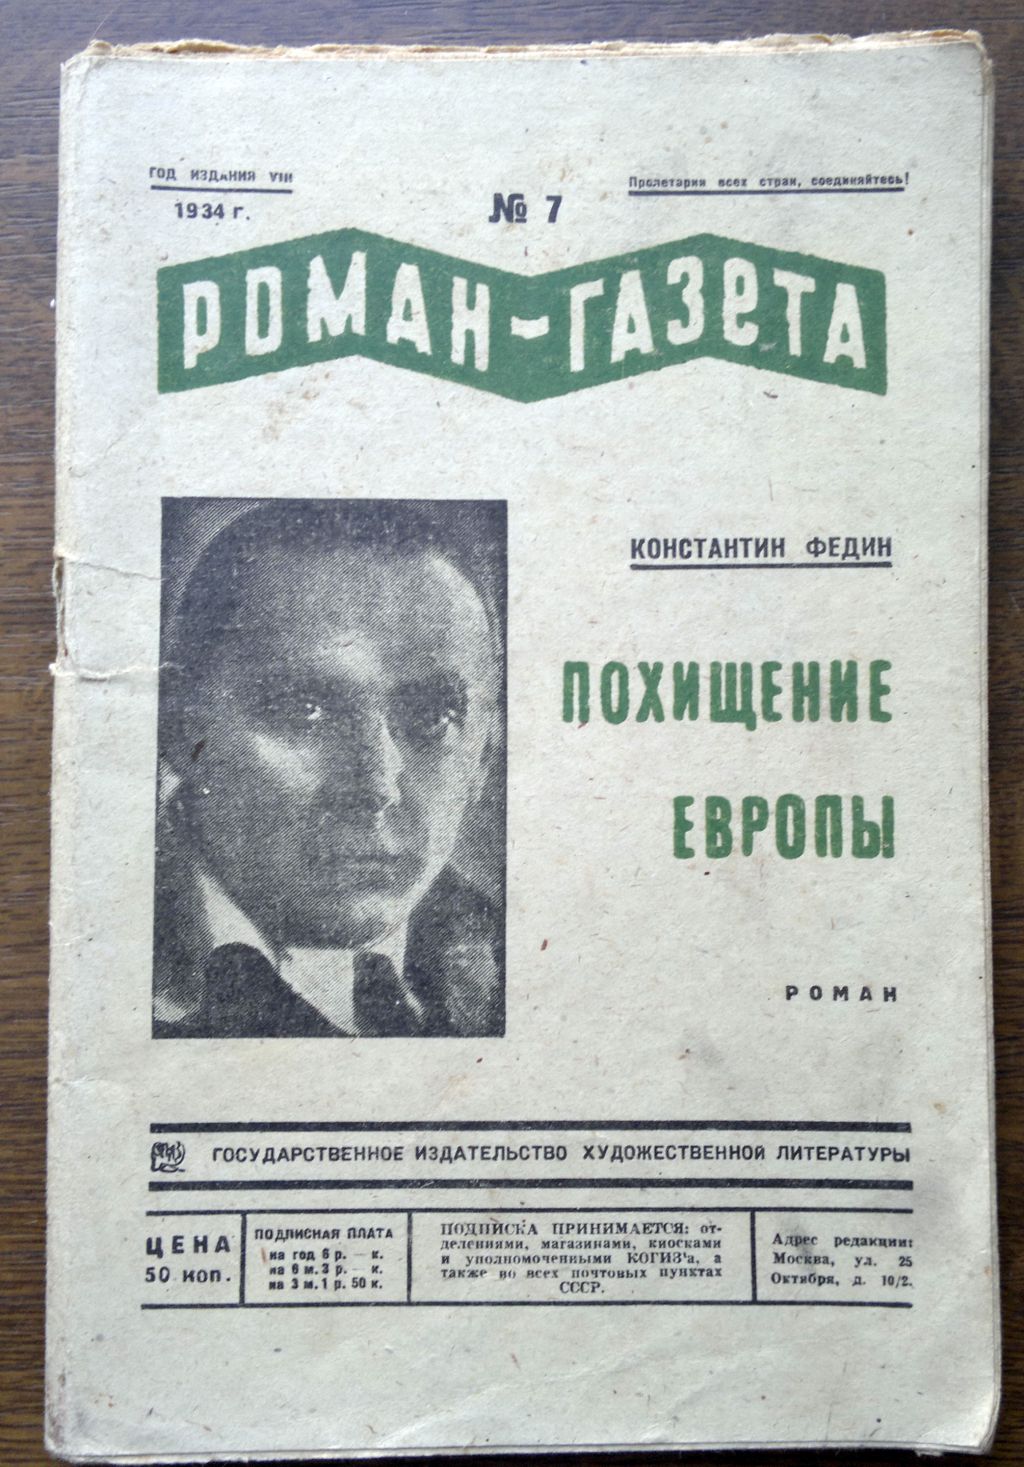 ГОД ИЗДАНИЯ VIII
1934 г.
№ 7
Пролетарии всех стран, соединяйтесь!
РОМАН-ГАЗЕТА
КОНСТАНТИН ФЕДИН
ПОХИЩЕНИЕ
ЕВРОПЫ
РОМАН
ГОСУДАРСТВЕННОЕ ИЗДАТЕЛЬСТВО ХУДОЖЕСТВЕННОЙ ЛИТЕРАТУРЫ
ЦЕНА
50 коп.
ПОДПИСНАЯ ПЛАТА
на год 6 р. — к.
на 6 м. 3 р. — к.
на 3 м. 1 р. 50 к.
ПОДПИСКА ПРИНИМАЕТСЯ: от-
делениями, магазинами, киосками
и уполномоченными КОГИЗ'а, а
также во всех почтовых пунктах
СССР.
Адрес редакции:
Москва, ул. 25
Октября, д. 10/2.